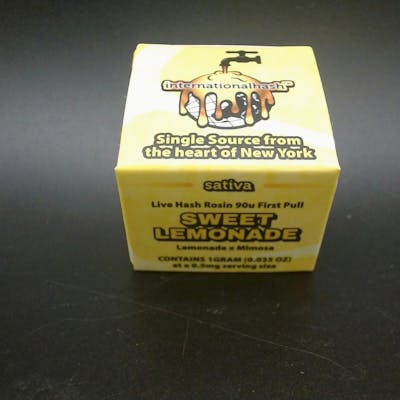 internationalhash
Single Source from
the heart of New York
sativa
Live Hash Rosin 90u First Pull
SWEET
LEMONADE
Lemonade x Mimosa
CONTAINS 1GRAM (0.035 OZ)
at a 0.5mg serving size